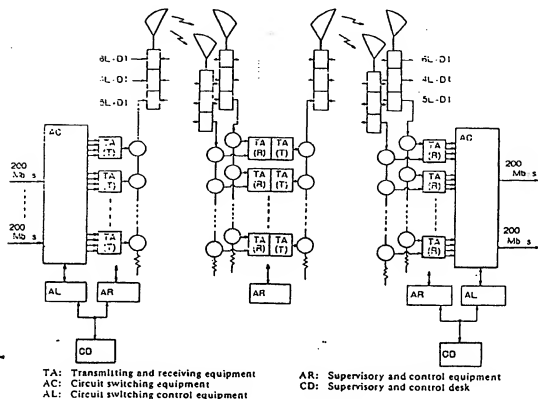 6L-D1
4L-D1
5L-D1
6L-D1
4L-D1
5L-D1
AC
TA (T)
TA (T)
TA (T)
200 Mb s
200 Mb s
TA (R) TA (T)
TA (R) TA (T)
TA (R) TA (T)
TA (R)
TA (R)
TA (R)
AC
200 Mb s
200 Mb s
AL
AR
AR
AR
AL
CD
CD
TA: Transmitting and receiving equipment
AC: Circuit switching equipment
AL: Circuit switching control equipment
AR: Supervisory and control equipment
CD: Supervisory and control desk